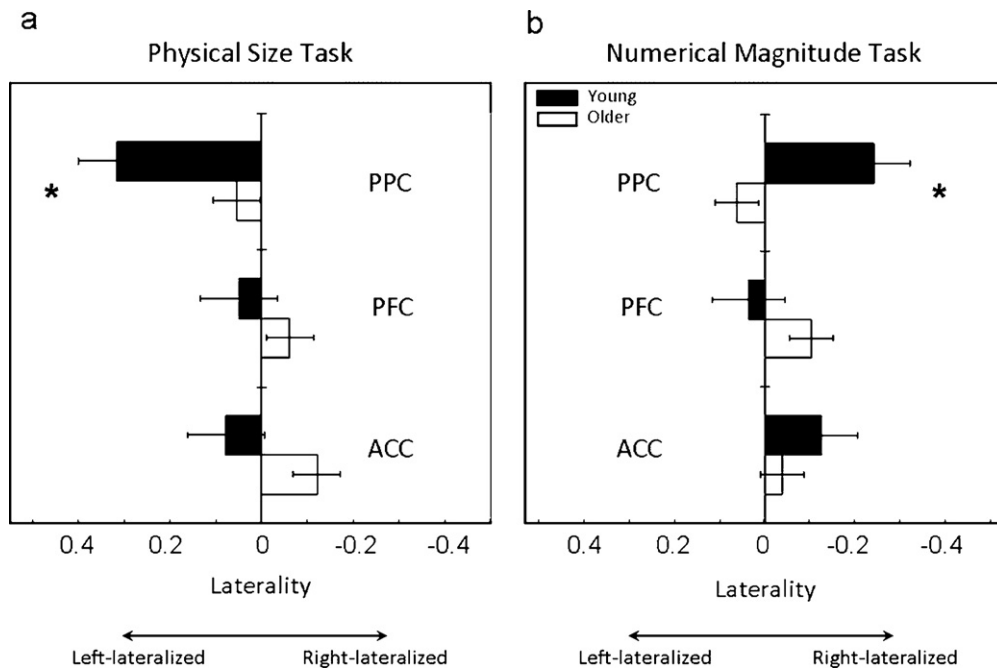 a
Physical Size Task
*
PPC
PFC
ACC
0.4 0.2 0 -0.2 -0.4
Laterality
Left-lateralized Right-lateralized
b
Numerical Magnitude Task
Young
Older
PPC
*
PFC
ACC
0.4 0.2 0 -0.2 -0.4
Laterality
Left-lateralized Right-lateralized